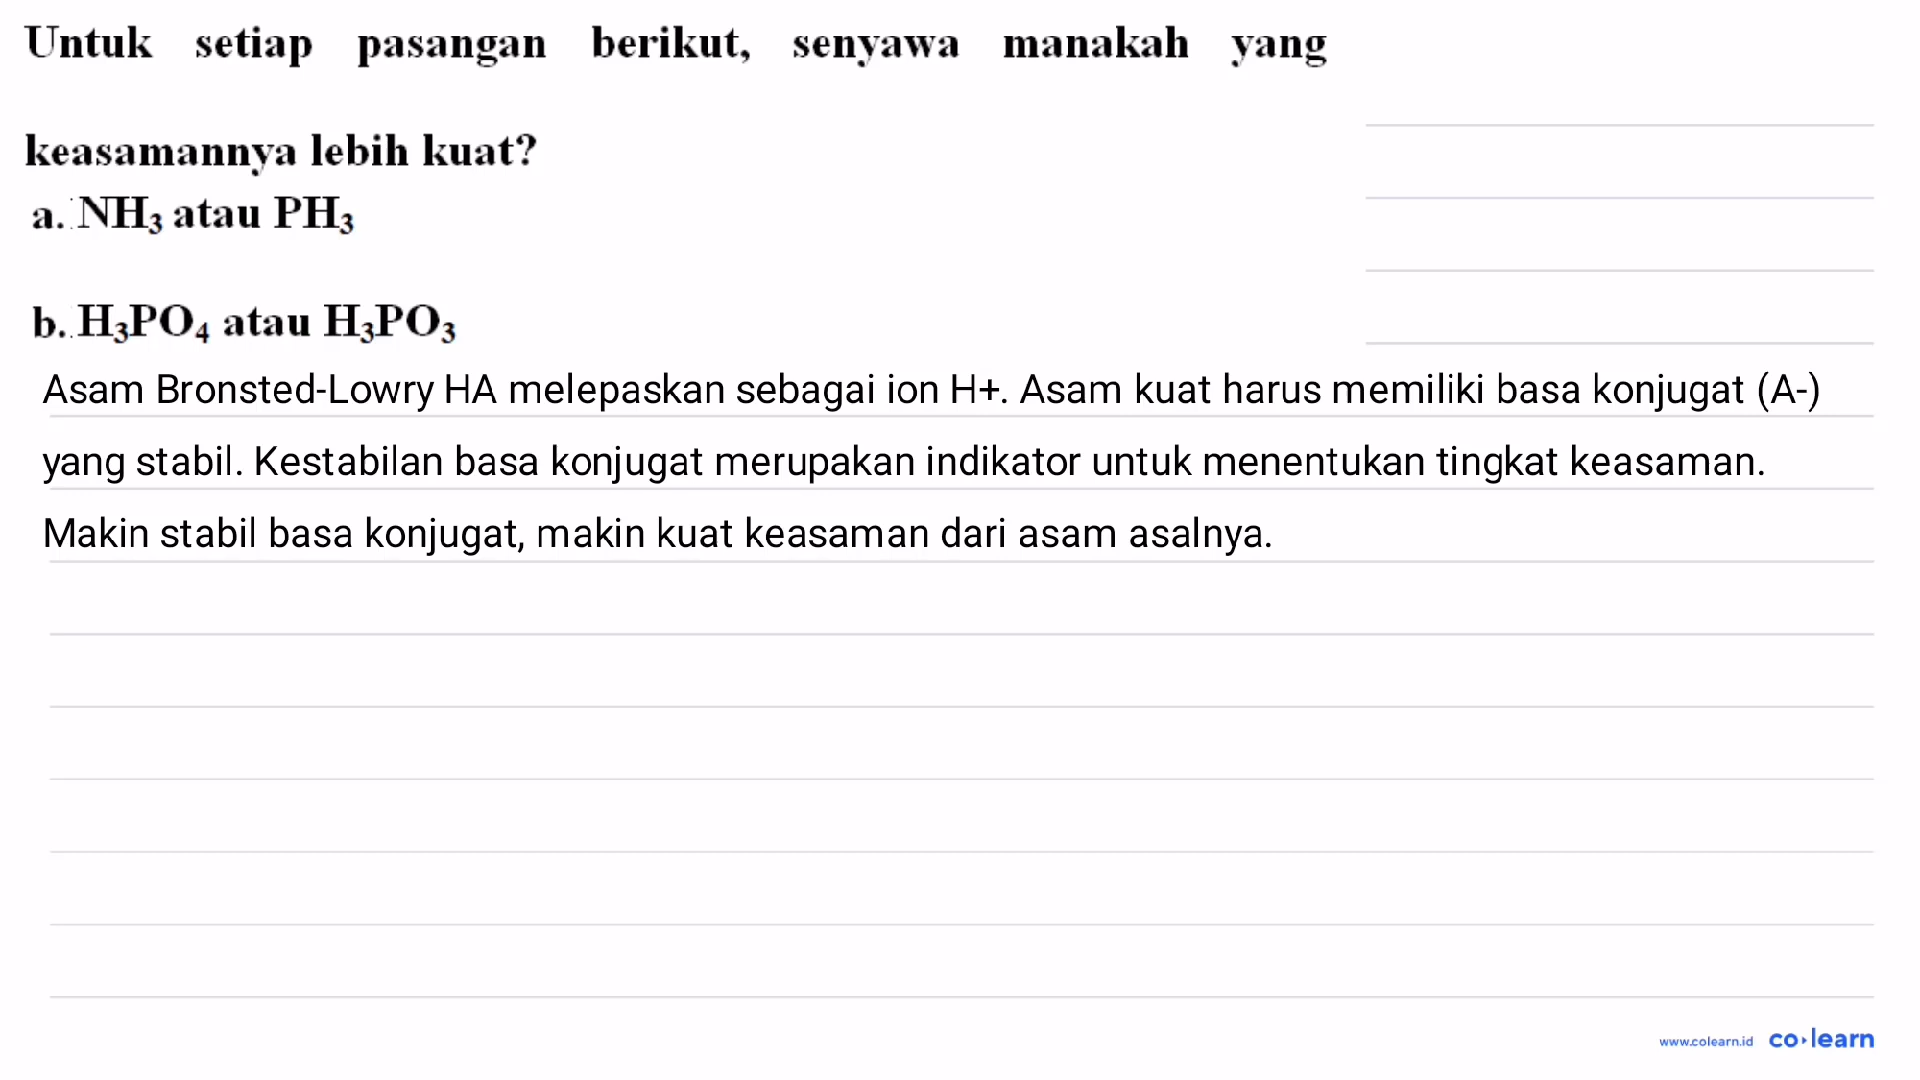 Untuk setiap pasangan berikut, senyawa manakah yang
keasamannya lebih kuat?
a. NH₃ atau PH₃
b. H₃PO₄ atau H₃PO₃
Asam Bronsted-Lowry HA melepaskan sebagai ion H+. Asam kuat harus memiliki basa konjugat (A-)
yang stabil. Kestabilan basa konjugat merupakan indikator untuk menentukan tingkat keasaman.
Makin stabil basa konjugat, makin kuat keasaman dari asam asalnya.
www.colearn.id co learn